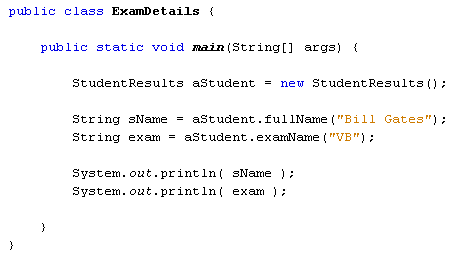 public class ExamDetails {
public static void main(String[] args) {
StudentResults aStudent = new StudentResults();
String sName = aStudent.fullName("Bill Gates");
String exam = aStudent.examName("VB");
System.out.println( sName );
System.out.println( exam );
}
}